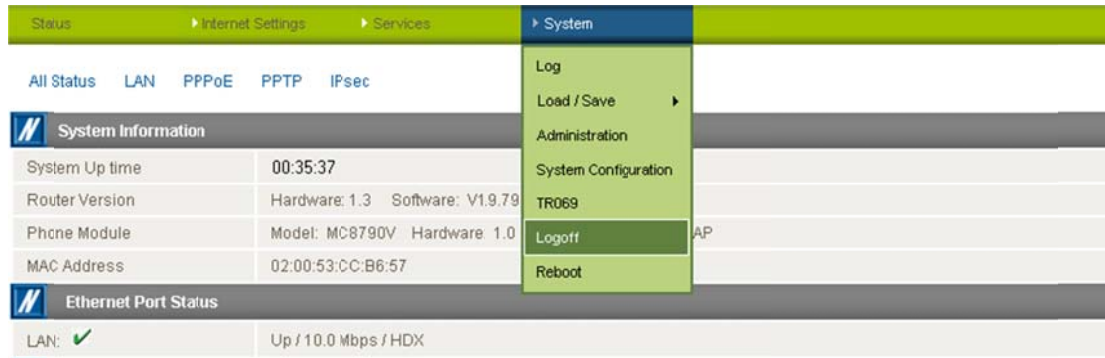 Status Internet Settings Services System
Log
Load / Save
Administration
System Configuration
TR069
Logoff
Reboot
All Status LAN PPPoE PPTP IPsec
System Information
System Up time 00:35:37
Router Version Hardware: 1.3 Software: V1.9.79
Phone Module Model: MC8790V Hardware: 1.0 AP
MAC Address 02:00:53:CC:B6:57
Ethernet Port Status
LAN: Up / 10.0 Mbps / HDX